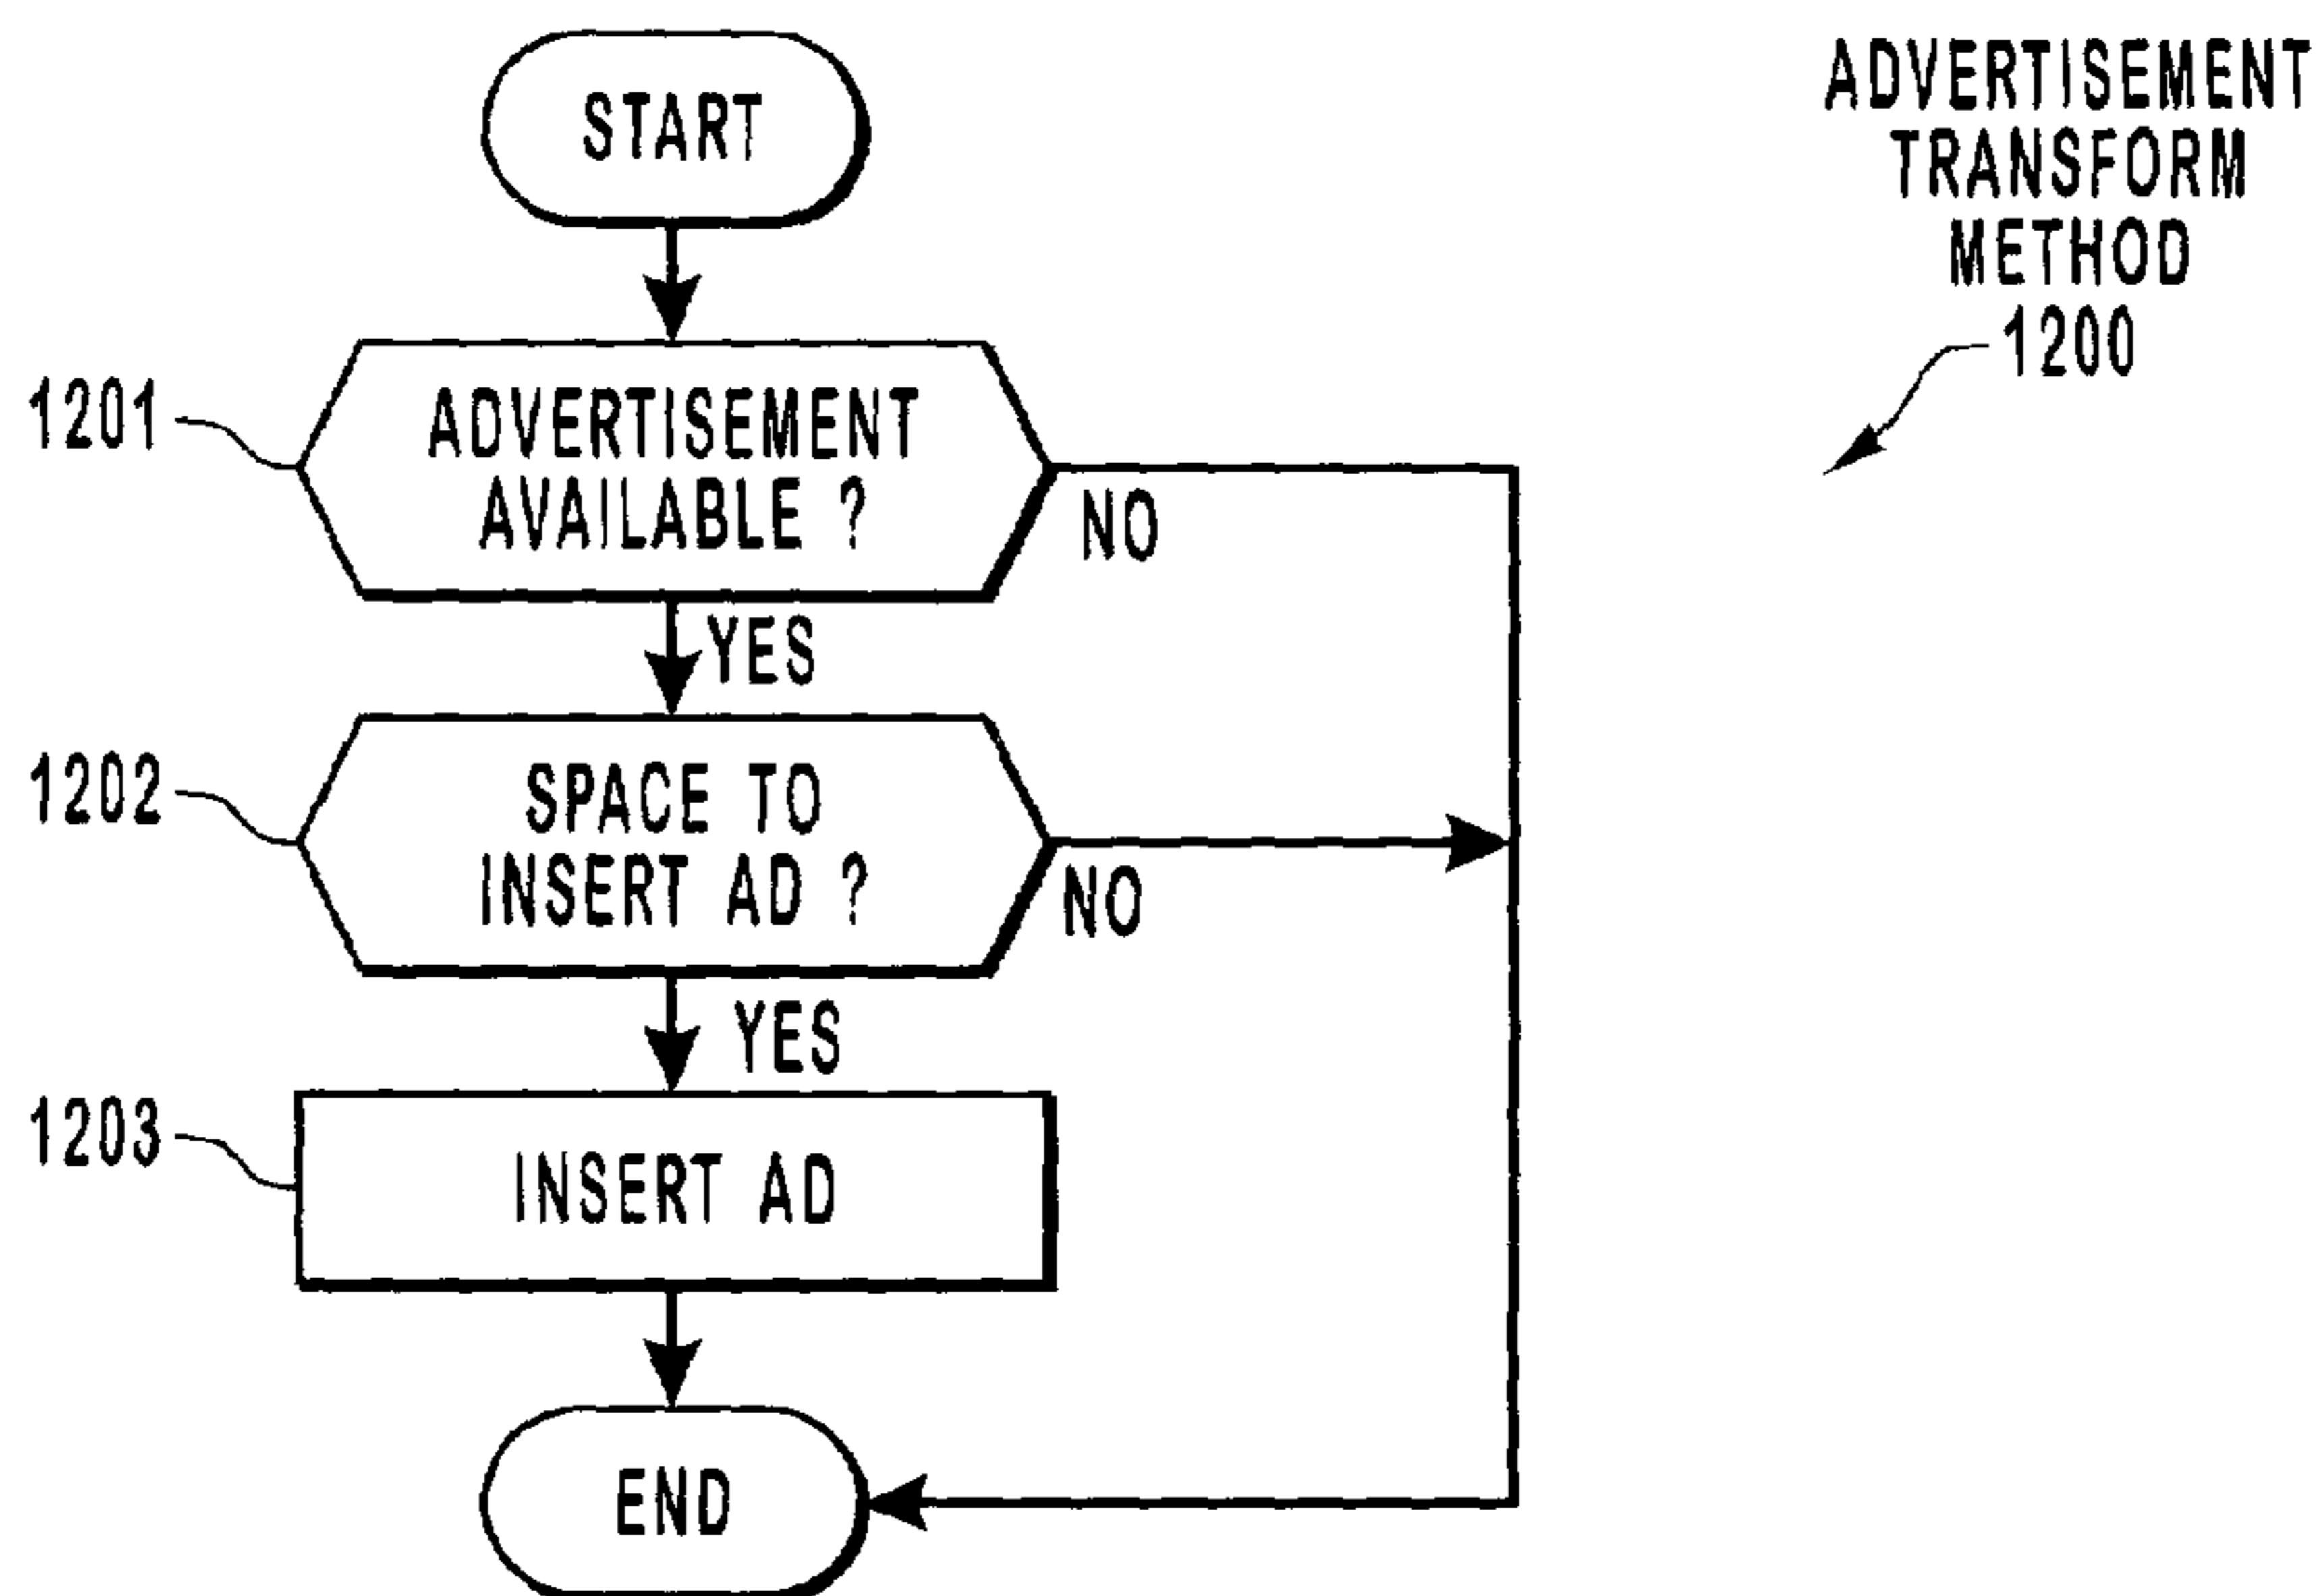 START
ADVERTISEMENT
TRANSFORM
METHOD
1200
1201
ADVERTISEMENT
AVAILABLE ?
NO
YES
1202
SPACE TO
INSERT AD ?
NO
YES
1203
INSERT AD
END